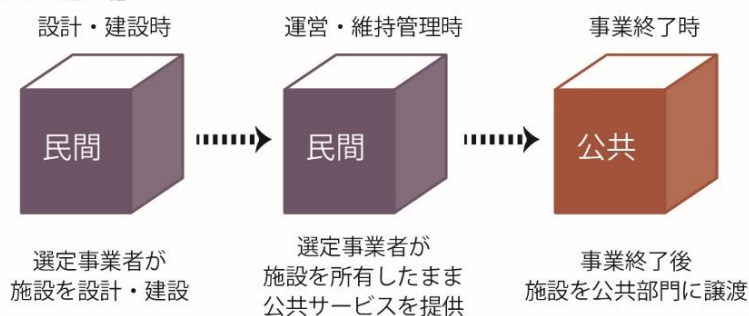 設計・建設時
運営・維持管理時
事業終了時
民間
民間
公共
選定事業者が
施設を設計・建設
選定事業者が
施設を所有したまま
公共サービスを提供
事業終了後
施設を公共部門に譲渡